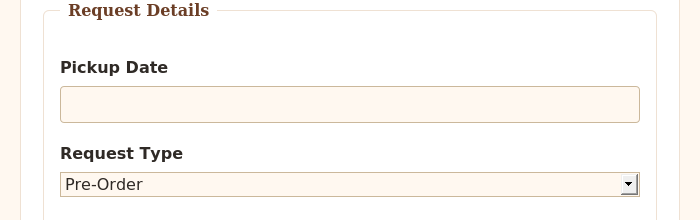 Request Details
Pickup Date
Request Type
Pre-Order